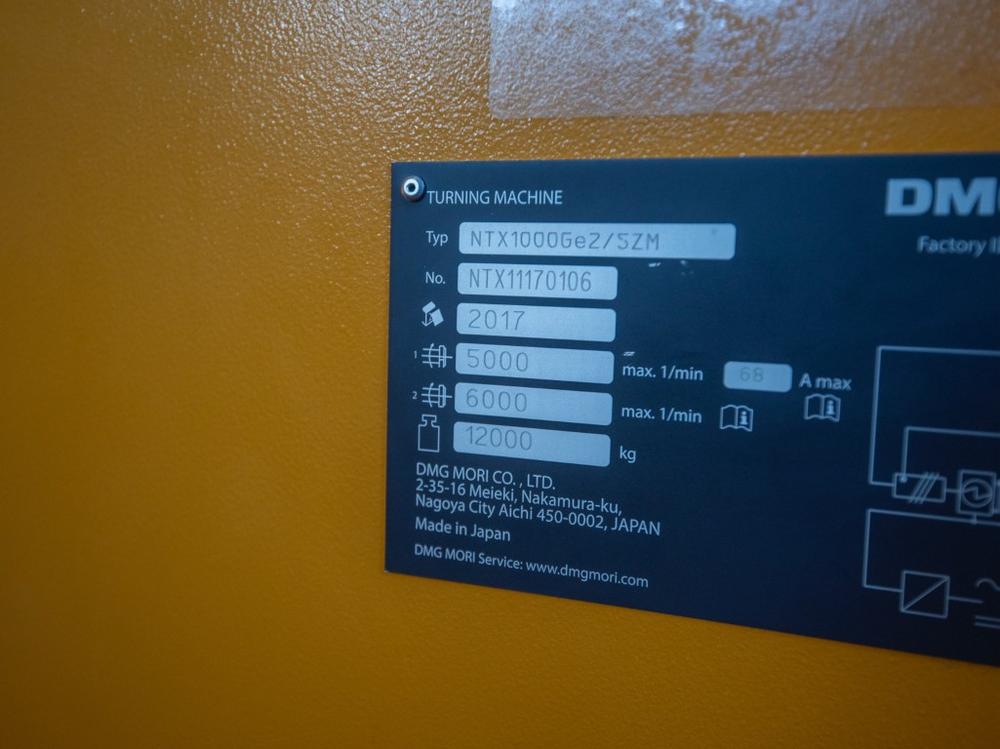 TURNING MACHINE
DM
Factory
Typ NTX1000Ge2/SZM
No. NTX11170106
2017
1 5000 max. 1/min 68 A max
2 6000 max. 1/min
12000 kg
DMG MORI CO. , LTD.
2-35-16 Meieki, Nakamura-ku,
Nagoya City Aichi 450-0002, JAPAN
Made in Japan
DMG MORI Service: www.dmgmori.com